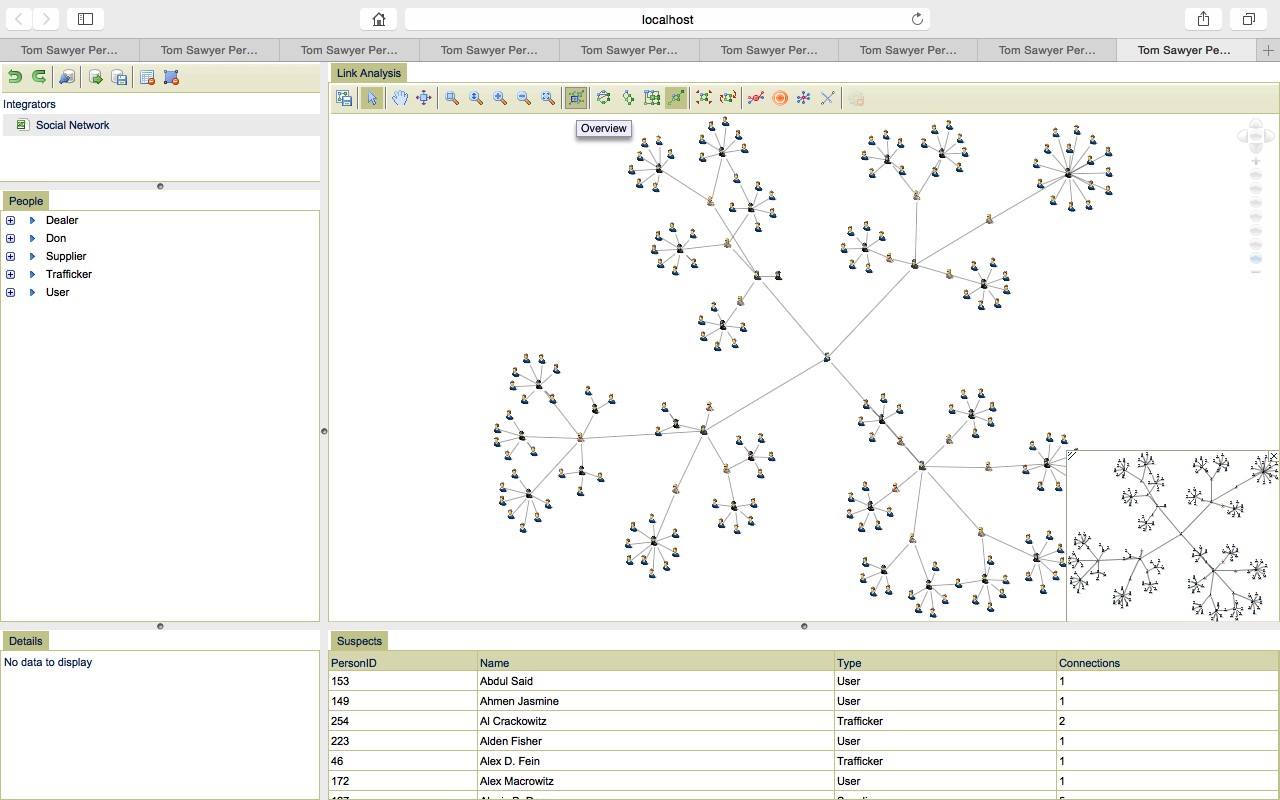 localhost
Tom Sawyer Per... Tom Sawyer Per... Tom Sawyer Per... Tom Sawyer Per... Tom Sawyer Per... Tom Sawyer Per... Tom Sawyer Per... Tom Sawyer Per... Tom Sawyer Pe...
Integrators
Social Network
People
Dealer
Don
Supplier
Trafficker
User
Details
No data to display
Link Analysis
Overview
Suspects
PersonID Name Type Connections
153 Abdul Said User 1
149 Ahmen Jasmine User 1
254 Al Crackowitz Trafficker 2
223 Alden Fisher User 1
46 Alex D. Fein Trafficker 1
172 Alex Macrowitz User 1